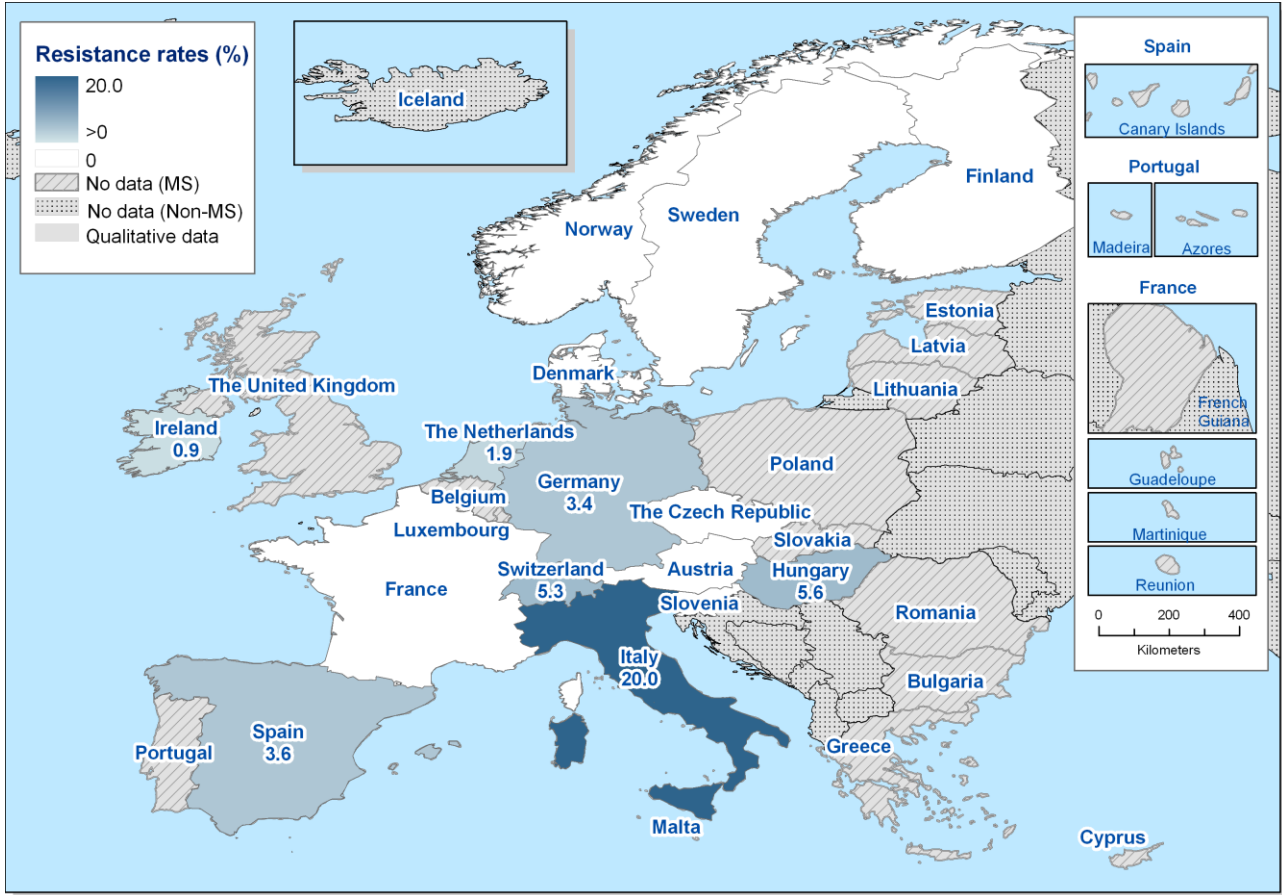 Resistance rates (%)
20.0
>0
0
No data (MS)
No data (Non-MS)
Qualitative data
Iceland
Spain
Canary Islands
Portugal
Madeira
Azores
France
French
Guiana
Guadeloupe
Martinique
Reunion
0 200 400
Kilometers
Finland
Sweden
Norway
Estonia
Latvia
Lithuania
Denmark
The United Kingdom
Ireland
0.9
The Netherlands
1.9
Germany
3.4
Poland
Belgium
Luxembourg
The Czech Republic
Slovakia
Switzerland
5.3
Austria
Hungary
5.6
France
Slovenia
Romania
Italy
20.0
Bulgaria
Portugal
Spain
3.6
Greece
Malta
Cyprus